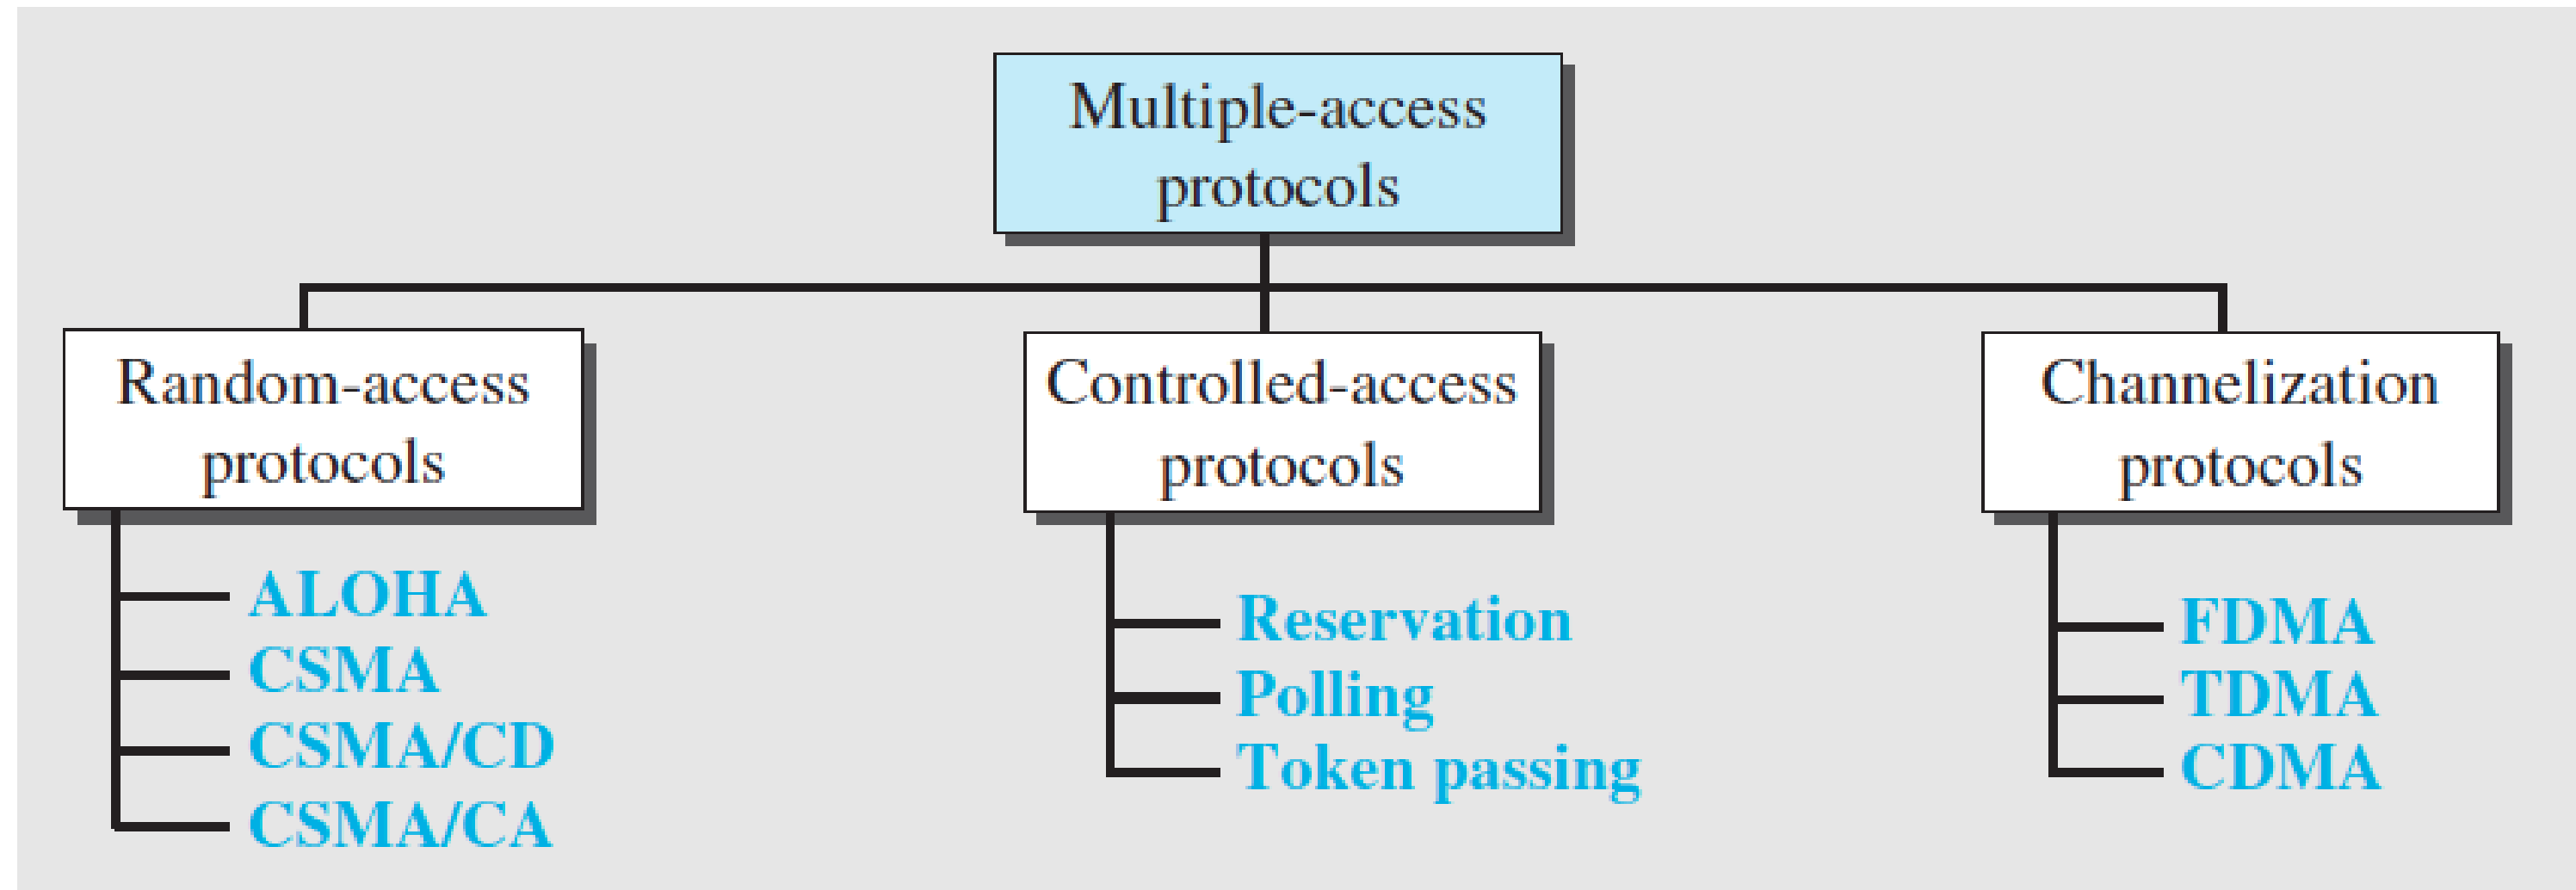 Multiple-access
protocols
Random-access
protocols
Controlled-access
protocols
Channelization
protocols
ALOHA
CSMA
CSMA/CD
CSMA/CA
Reservation
Polling
Token passing
FDMA
TDMA
CDMA